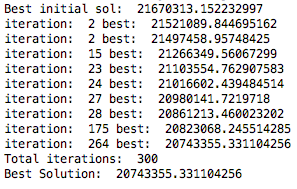 Best initial sol:  21670313.152232997
iteration:  2 best:  21521089.844695162
iteration:  2 best:  21497458.95748425
iteration:  15 best:  21266349.56067299
iteration:  23 best:  21103554.762907583
iteration:  24 best:  21016602.439484514
iteration:  27 best:  20980141.7219718
iteration:  28 best:  20861213.460023202
iteration:  175 best:  20823068.245514285
iteration:  264 best:  20743355.331104256
Total iterations:  300
Best Solution:  20743355.331104256